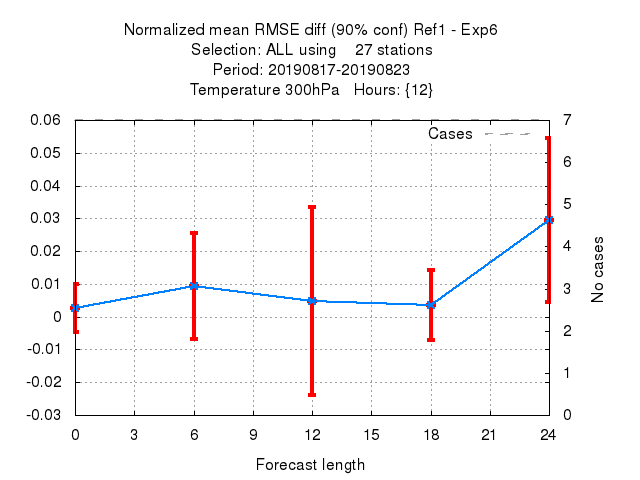 Normalized mean RMSE diff (90% conf) Ref1 - Exp6
Selection: ALL using    27 stations
Period: 20190817-20190823
Temperature 300hPa   Hours: {12}
Cases
0.06
0.05
0.04
0.03
0.02
0.01
0
-0.01
-0.02
-0.03
7
6
5
4
3
2
1
0
No cases
0 3 6 9 12 15 18 21 24
Forecast length